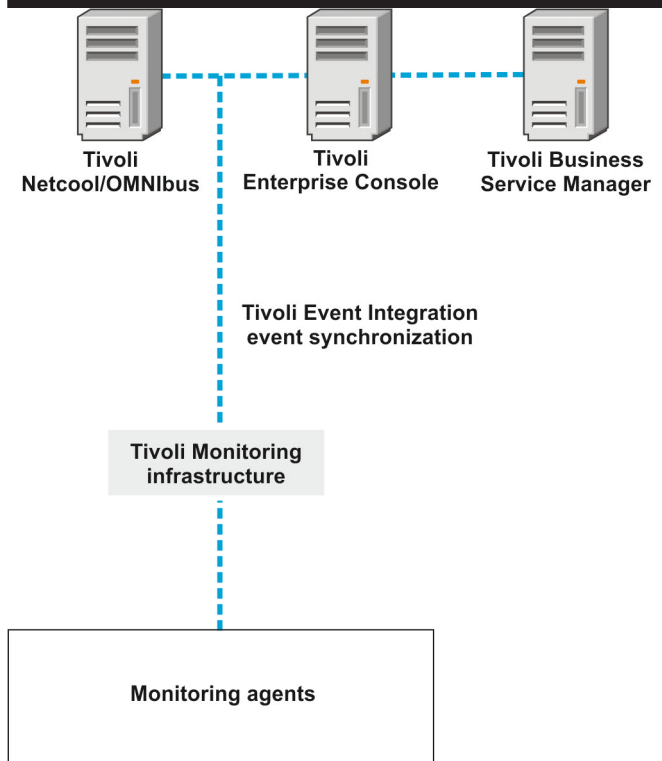 Tivoli
Netcool/OMNIbus
Tivoli
Enterprise Console
Tivoli Business
Service Manager
Tivoli Event Integration
event synchronization
Tivoli Monitoring
infrastructure
Monitoring agents